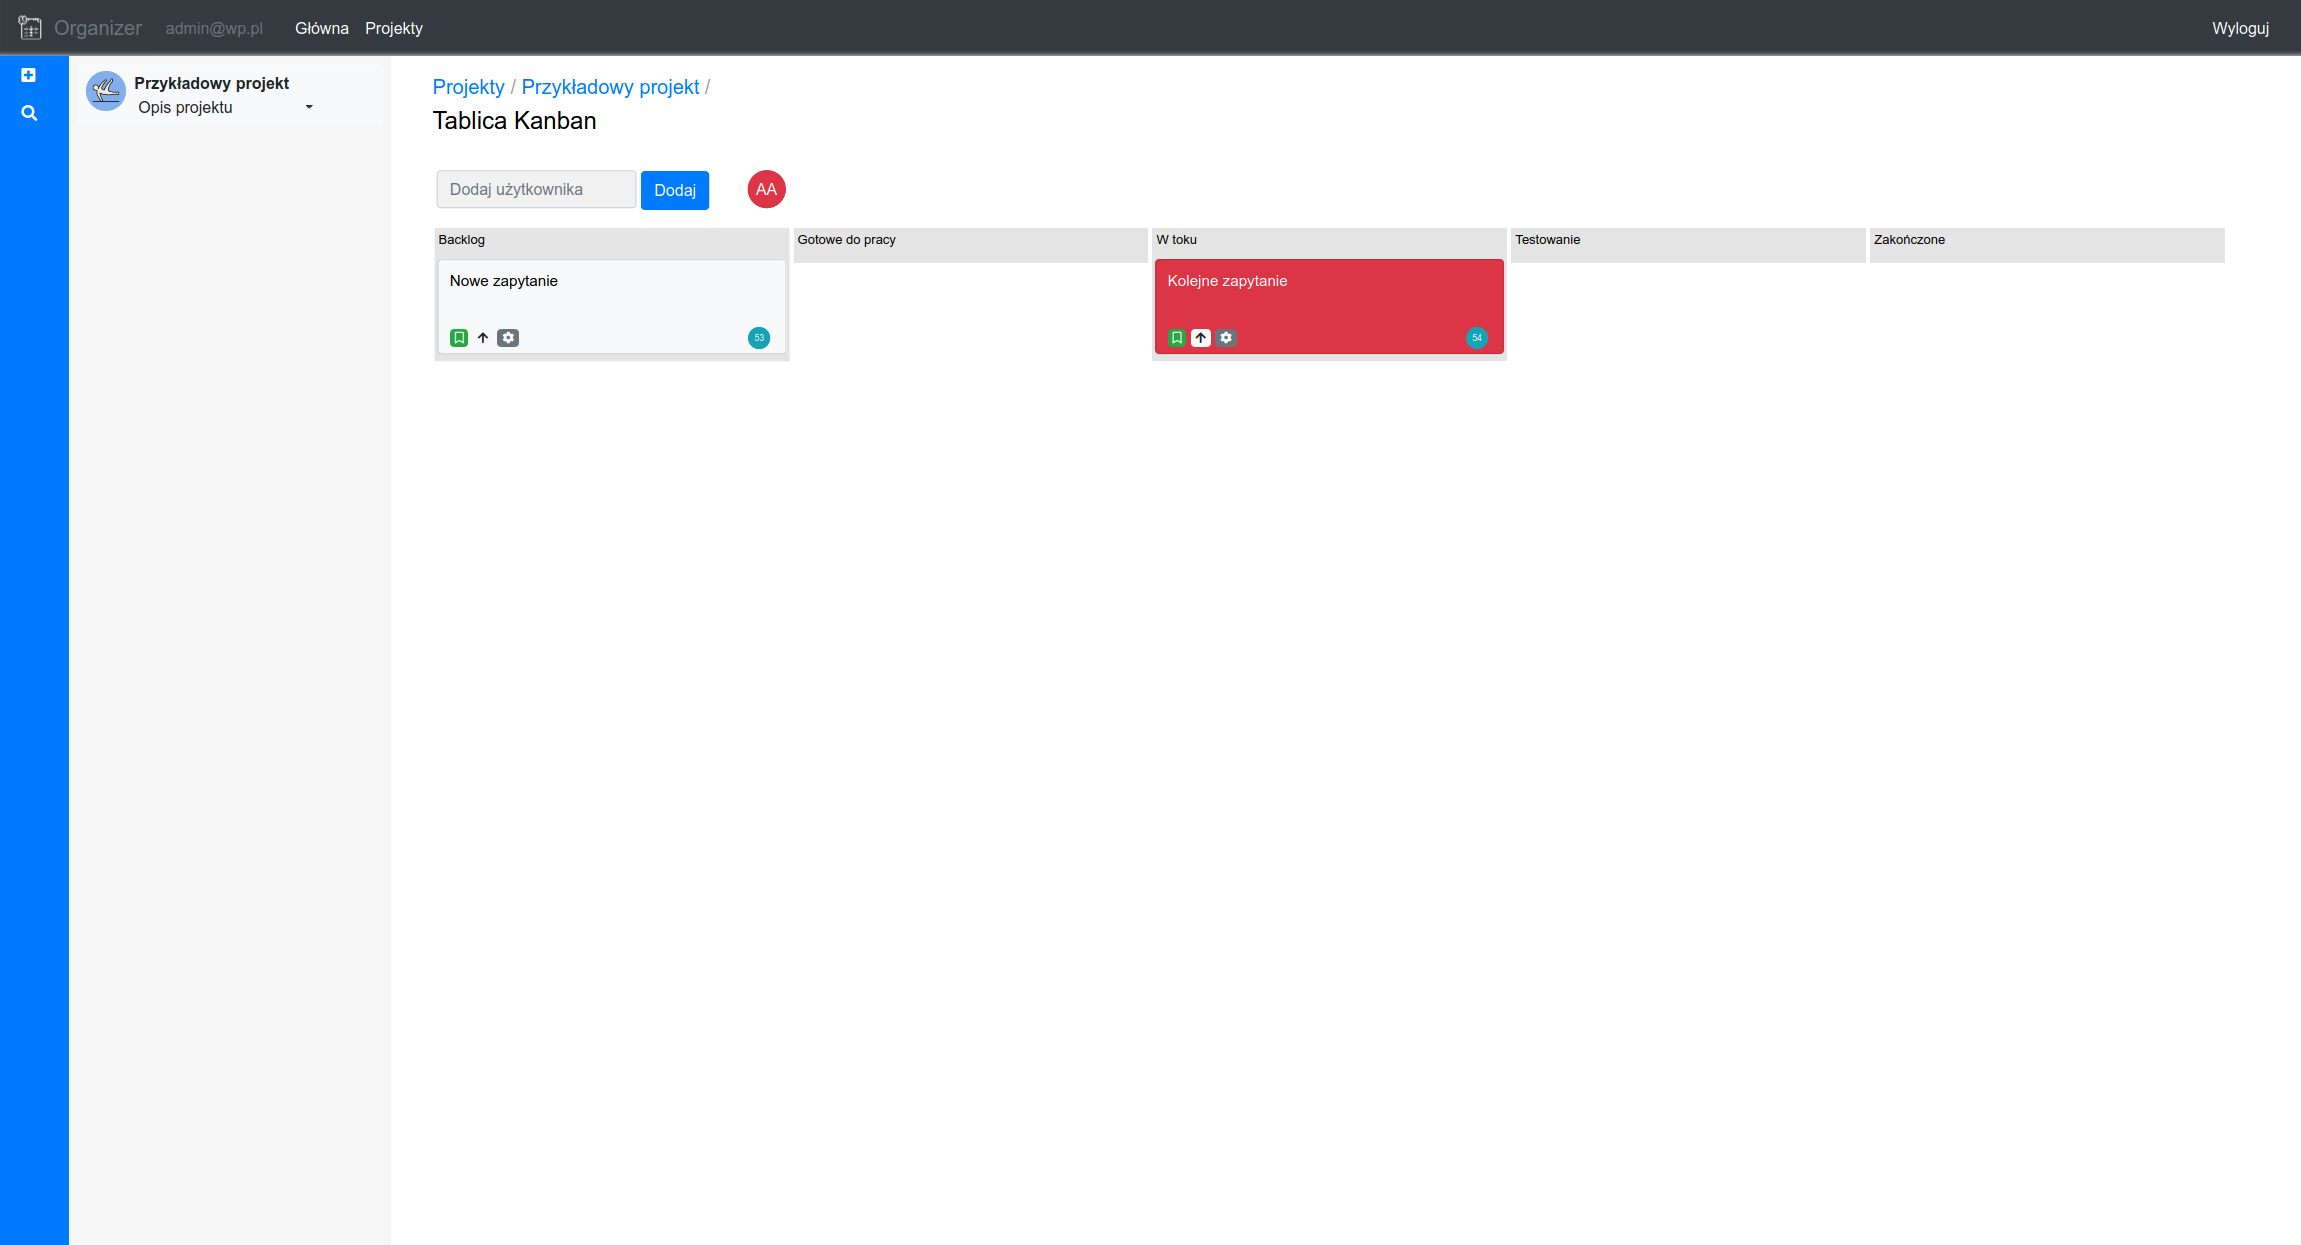 Organizer admin@wp.pl Główna Projekty Wyloguj
Przykładowy projekt
Opis projektu
Projekty / Przykładowy projekt /
Tablica Kanban
Dodaj użytkownika Dodaj AA
Backlog Gotowe do pracy W toku Testowanie Zakończone
Nowe zapytanie Kolejne zapytanie
53 54